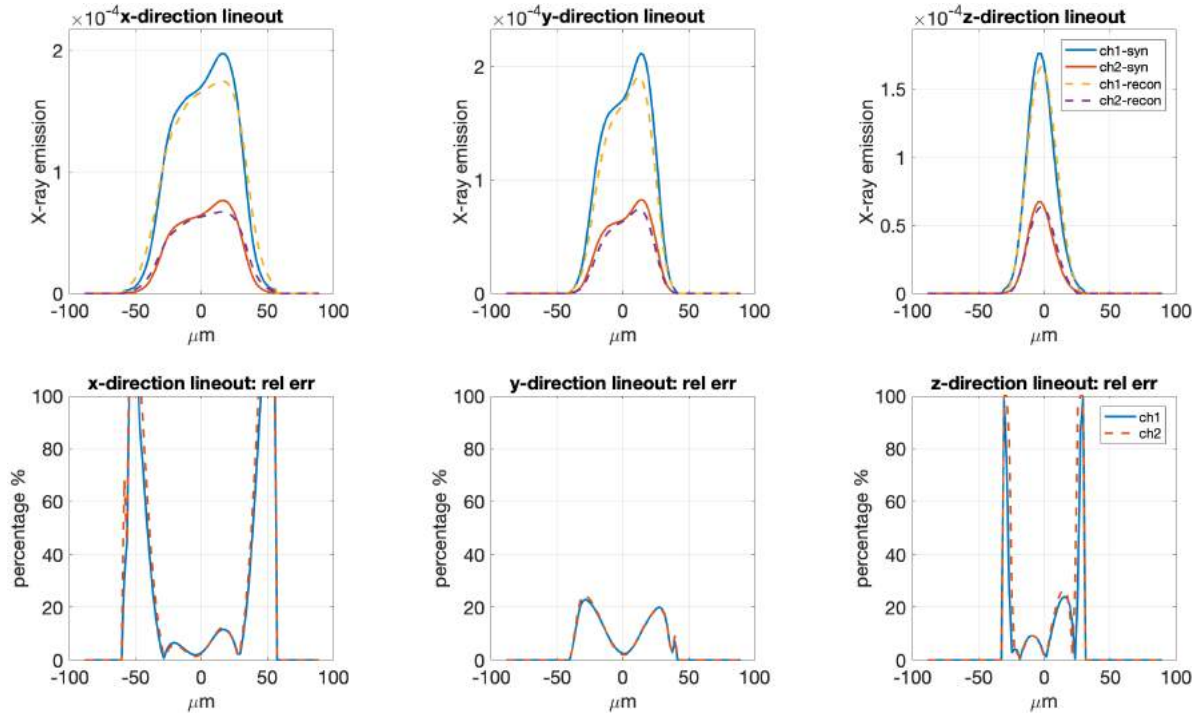 ×10⁻⁴ x-direction lineout
2
1
0
X-ray emission
-100 -50 0 50 100
μm
×10⁻⁴ y-direction lineout
4
2
0
X-ray emission
-100 -50 0 50 100
μm
×10⁻⁴ z-direction lineout
1.5
1
0.5
0
X-ray emission
ch1-syn
ch2-syn
ch1-recon
ch2-recon
-100 -50 0 50 100
μm
x-direction lineout: rel err
100
80
60
40
20
0
percentage %
-100 -50 0 50 100
μm
y-direction lineout: rel err
100
80
60
40
20
0
percentage %
-100 -50 0 50 100
μm
z-direction lineout: rel err
100
80
60
40
20
0
percentage %
ch1
ch2
-100 -50 0 50 100
μm